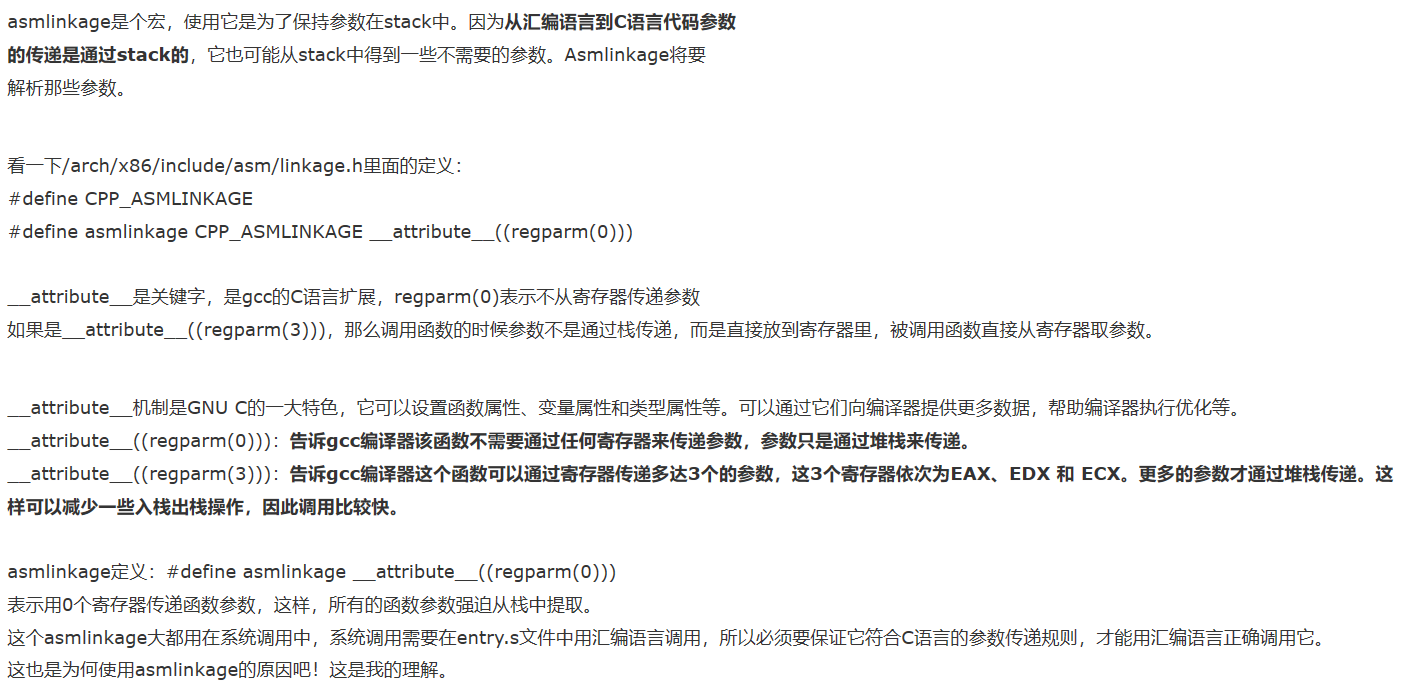 asmlinkage是个宏，使用它是为了保持参数在stack中。因为从汇编语言到C语言代码参数
的传递是通过stack的，它也可能从stack中得到一些不需要的参数。Asmlinkage将要
解析那些参数。
看一下/arch/x86/include/asm/linkage.h里面的定义：
#define CPP_ASMLINKAGE
#define asmlinkage CPP_ASMLINKAGE __attribute__((regparm(0)))
__attribute__是关键字，是gcc的C语言扩展，regparm(0)表示不从寄存器传递参数
如果是__attribute__((regparm(3)))，那么调用函数的时候参数不是通过栈传递，而是直接放到寄存器里，被调用函数直接从寄存器取参数。
__attribute__机制是GNU C的一大特色，它可以设置函数属性、变量属性和类型属性等。可以通过它们向编译器提供更多数据，帮助编译器执行优化等。
__attribute__((regparm(0)))：告诉gcc编译器该函数不需要通过任何寄存器来传递参数，参数只是通过堆栈来传递。
__attribute__((regparm(3)))：告诉gcc编译器这个函数可以通过寄存器传递多达3个的参数，这3个寄存器依次为EAX、EDX 和 ECX。更多的参数才通过堆栈传递。这
样可以减少一些入栈出栈操作，因此调用比较快。
asmlinkage定义：#define asmlinkage __attribute__((regparm(0)))
表示用0个寄存器传递函数参数，这样，所有的函数参数强迫从栈中提取。
这个asmlinkage大都用在系统调用中，系统调用需要在entry.s文件中用汇编语言调用，所以必须要保证它符合C语言的参数传递规则，才能用汇编语言正确调用它。
这也是为何使用asmlinkage的原因吧！这是我的理解。